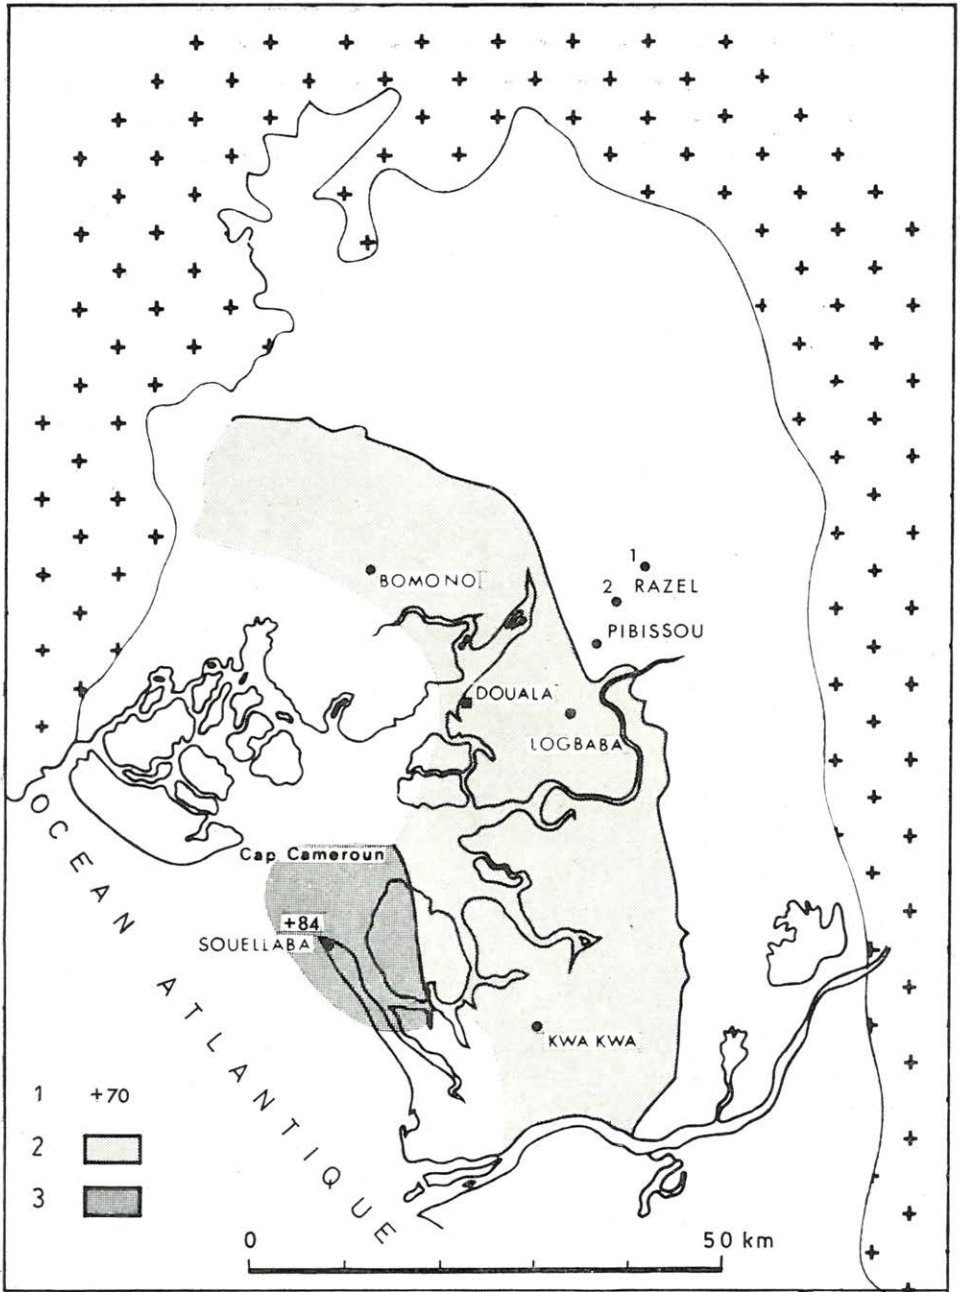 1
2 RAZEL
BOMONO
PIBISSOU
DOUALA
LOGBABA
Cap Cameroun
+84
SOUELLABA
KWA KWA
OCEAN ATLANTIQUE
1 +70
2
3
0 50 km